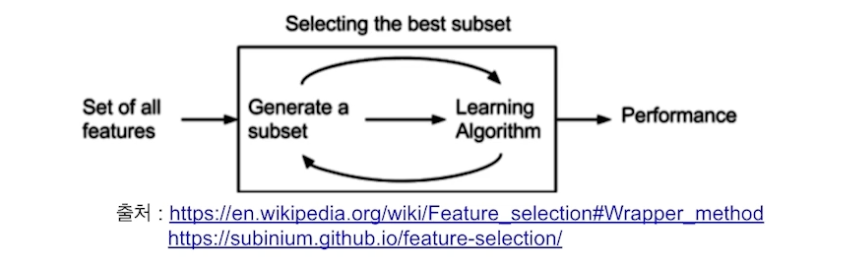 Selecting the best subset
Set of all
features
Generate a
subset
Learning
Algorithm
Performance
출처 : https://en.wikipedia.org/wiki/Feature_selection#Wrapper_method
https://subinium.github.io/feature-selection/